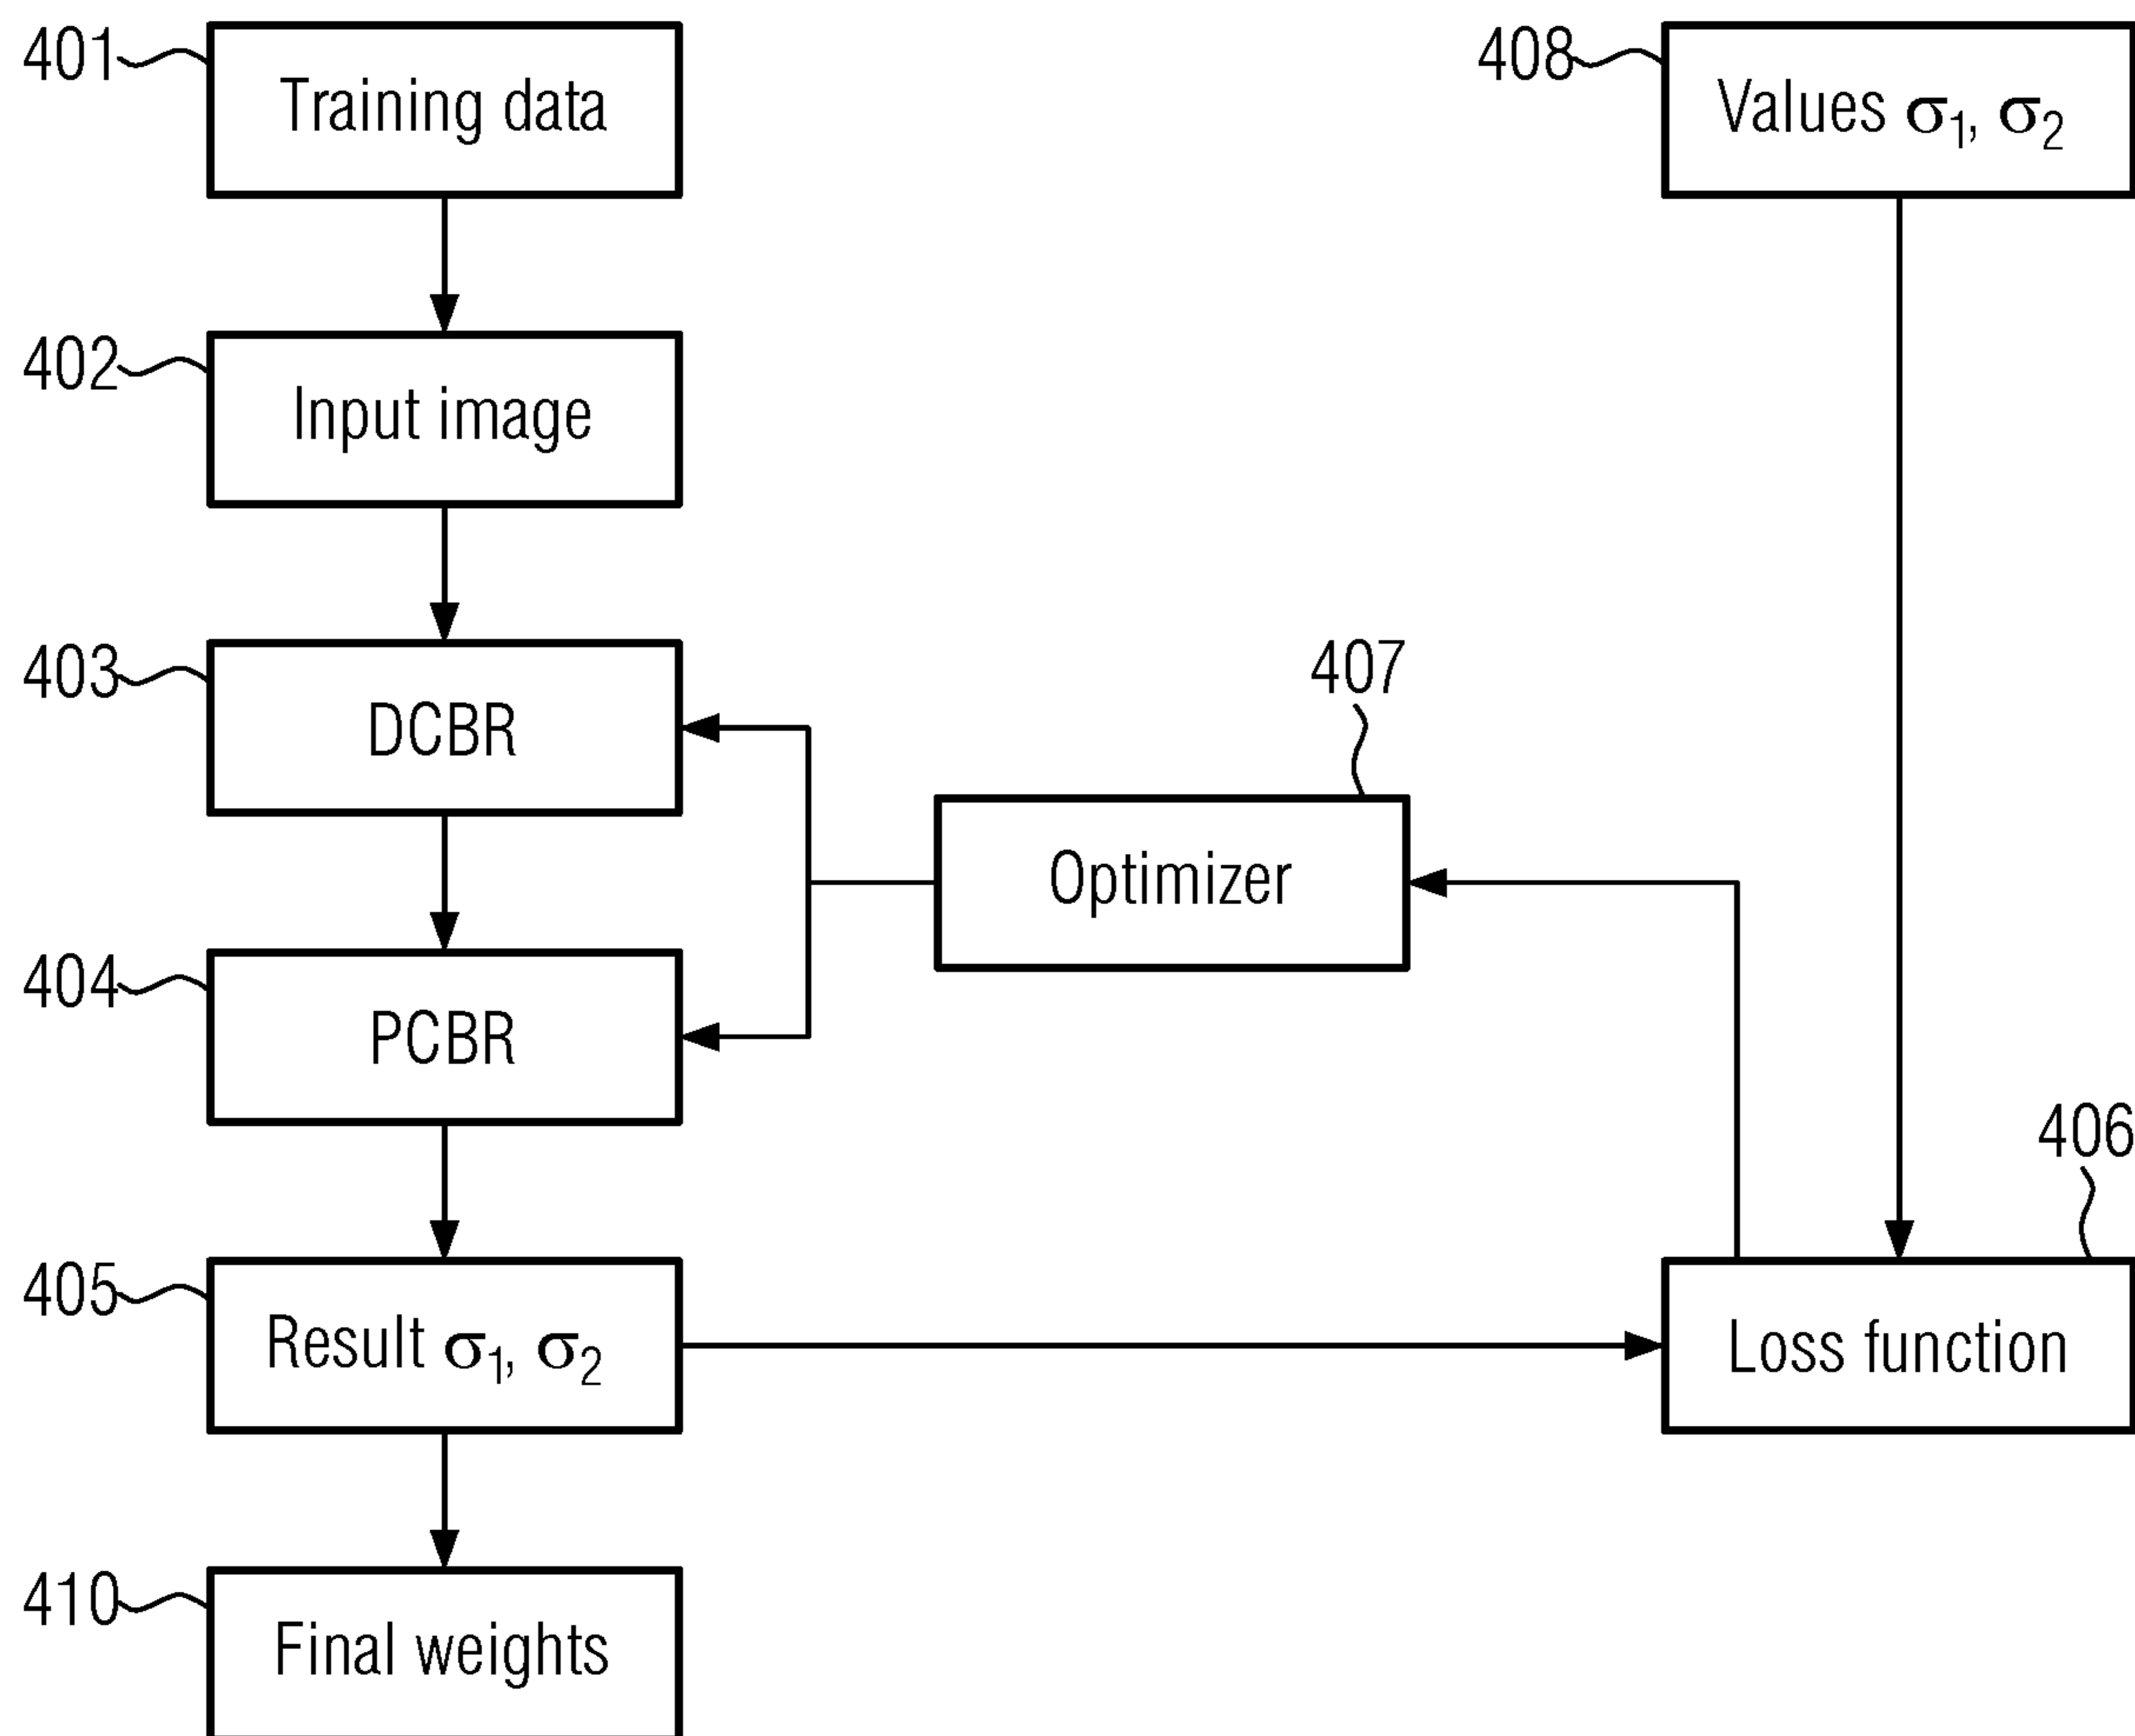 401
Training data
408
Values σ₁, σ₂
402
Input image
403
DCBR
407
Optimizer
404
PCBR
406
405
Result σ₁, σ₂
Loss function
410
Final weights